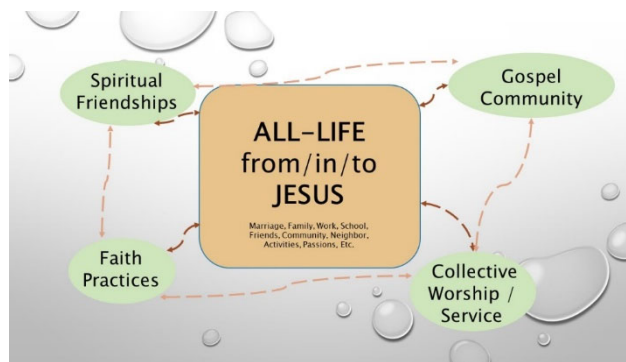 Spiritual
Friendships
Gospel
Community
ALL-LIFE
from/in/to
JESUS
Marriage, Family, Work, School,
Friends, Community, Neighbor,
Activities, Passions, Etc.
Faith
Practices
Collective
Worship /
Service